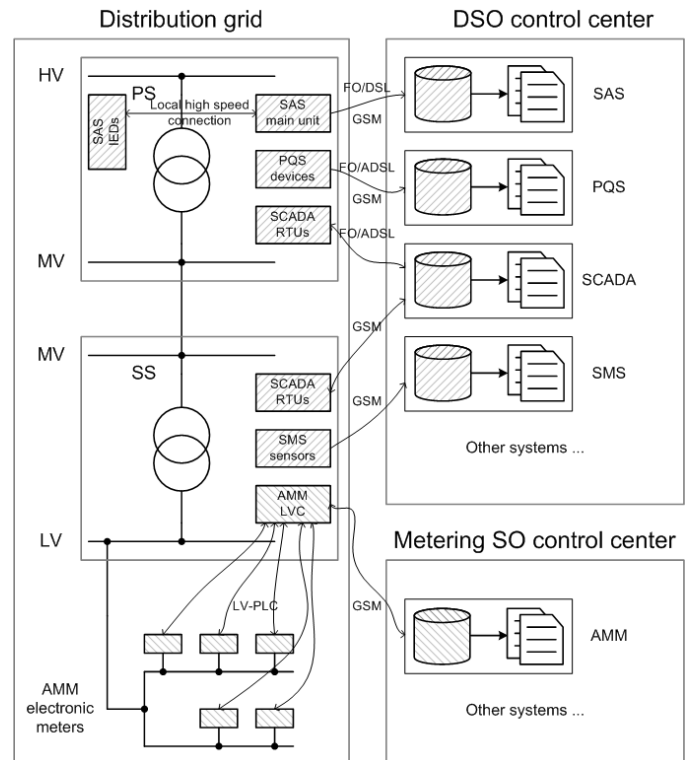 Distribution grid
DSO control center
HV
PS
Local high speed
connection
SAS
IEDs
SAS
main unit
FO/DSL
GSM
SAS
PQS
devices
FO/ADSL
GSM
PQS
SCADA
RTUs
FO/ADSL
MV
SCADA
GSM
MV
SS
SCADA
RTUs
SMS
GSM
SMS
sensors
Other systems ...
AMM
LVC
LV
Metering SO control center
LV-PLC
GSM
AMM
AMM
electronic
meters
Other systems ...